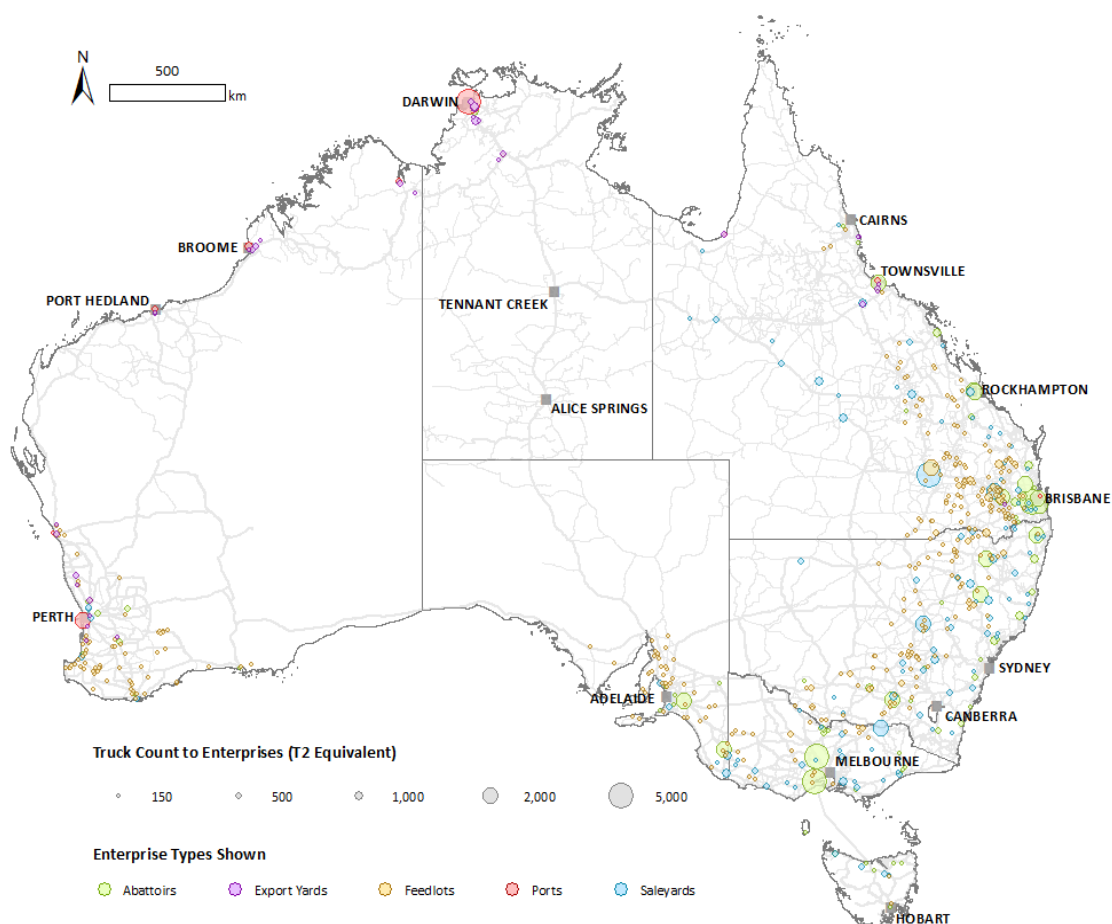 N
500
km
DARWIN
CAIRNS
BROOME
TOWNSVILLE
PORT HEDLAND
TENNANT CREEK
ROCKHAMPTON
ALICE SPRINGS
BRISBANE
PERTH
SYDNEY
ADELAIDE
CANBERRA
MELBOURNE
HOBART
Truck Count to Enterprises (T2 Equivalent)
150 500 1,000 2,000 5,000
Enterprise Types Shown
Abattoirs Export Yards Feedlots Ports Saleyards